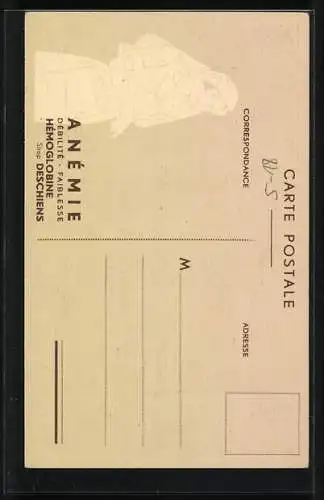 CARTE POSTALE
CORRESPONDANCE
ADRESSE
M
ANÉMIE
DÉBILITÉ - FAIBLESSE
HÉMOGLOBINE
Sirop DESCHIENS